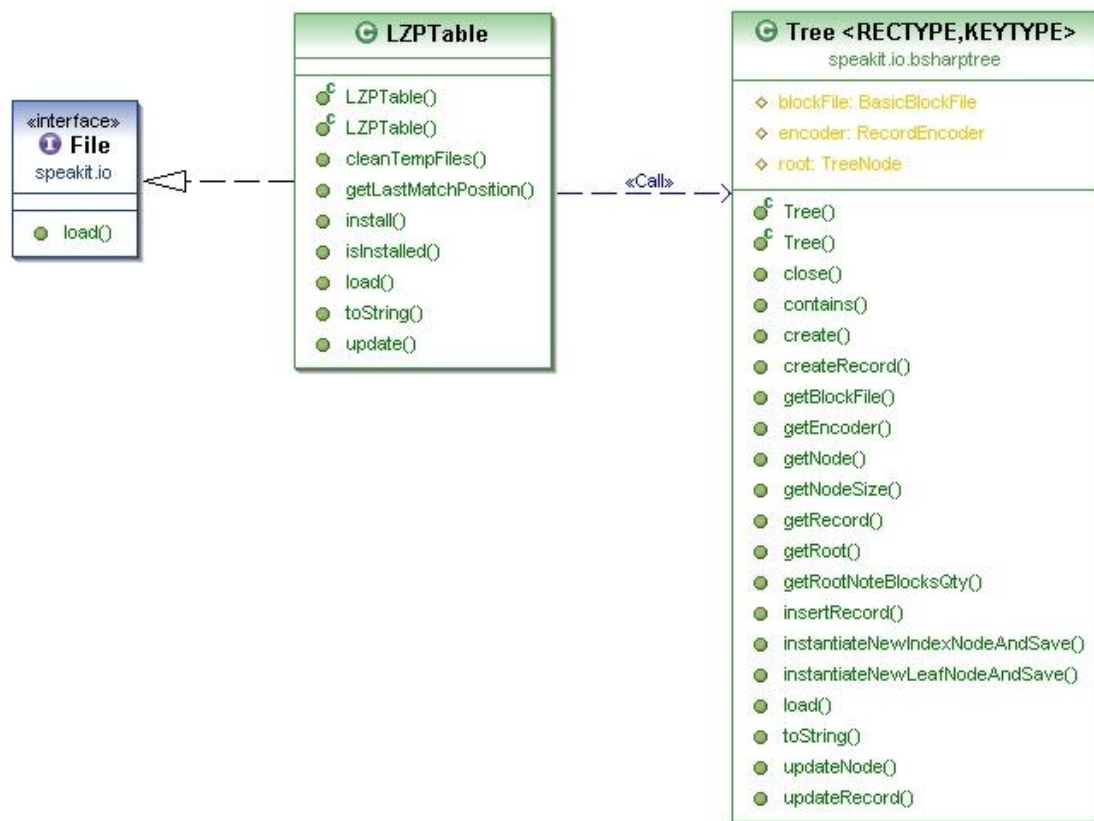 «interface»
I File
speakit.io
load()
C LZPTable
C LZPTable()
C LZPTable()
cleanTempFiles()
getLastMatchPosition()
install()
isInstalled()
load()
toString()
update()
«Call»
C Tree <RECTYPE,KEYTYPE>
speakit.io.bsharptree
blockFile: BasicBlockFile
encoder: RecordEncoder
root: TreeNode
C Tree()
C Tree()
close()
contains()
create()
createRecord()
getBlockFile()
getEncoder()
getNode()
getNodeSize()
getRecord()
getRoot()
getRootNoteBlocksQty()
insertRecord()
instantiateNewIndexNodeAndSave()
instantiateNewLeafNodeAndSave()
load()
toString()
updateNode()
updateRecord()